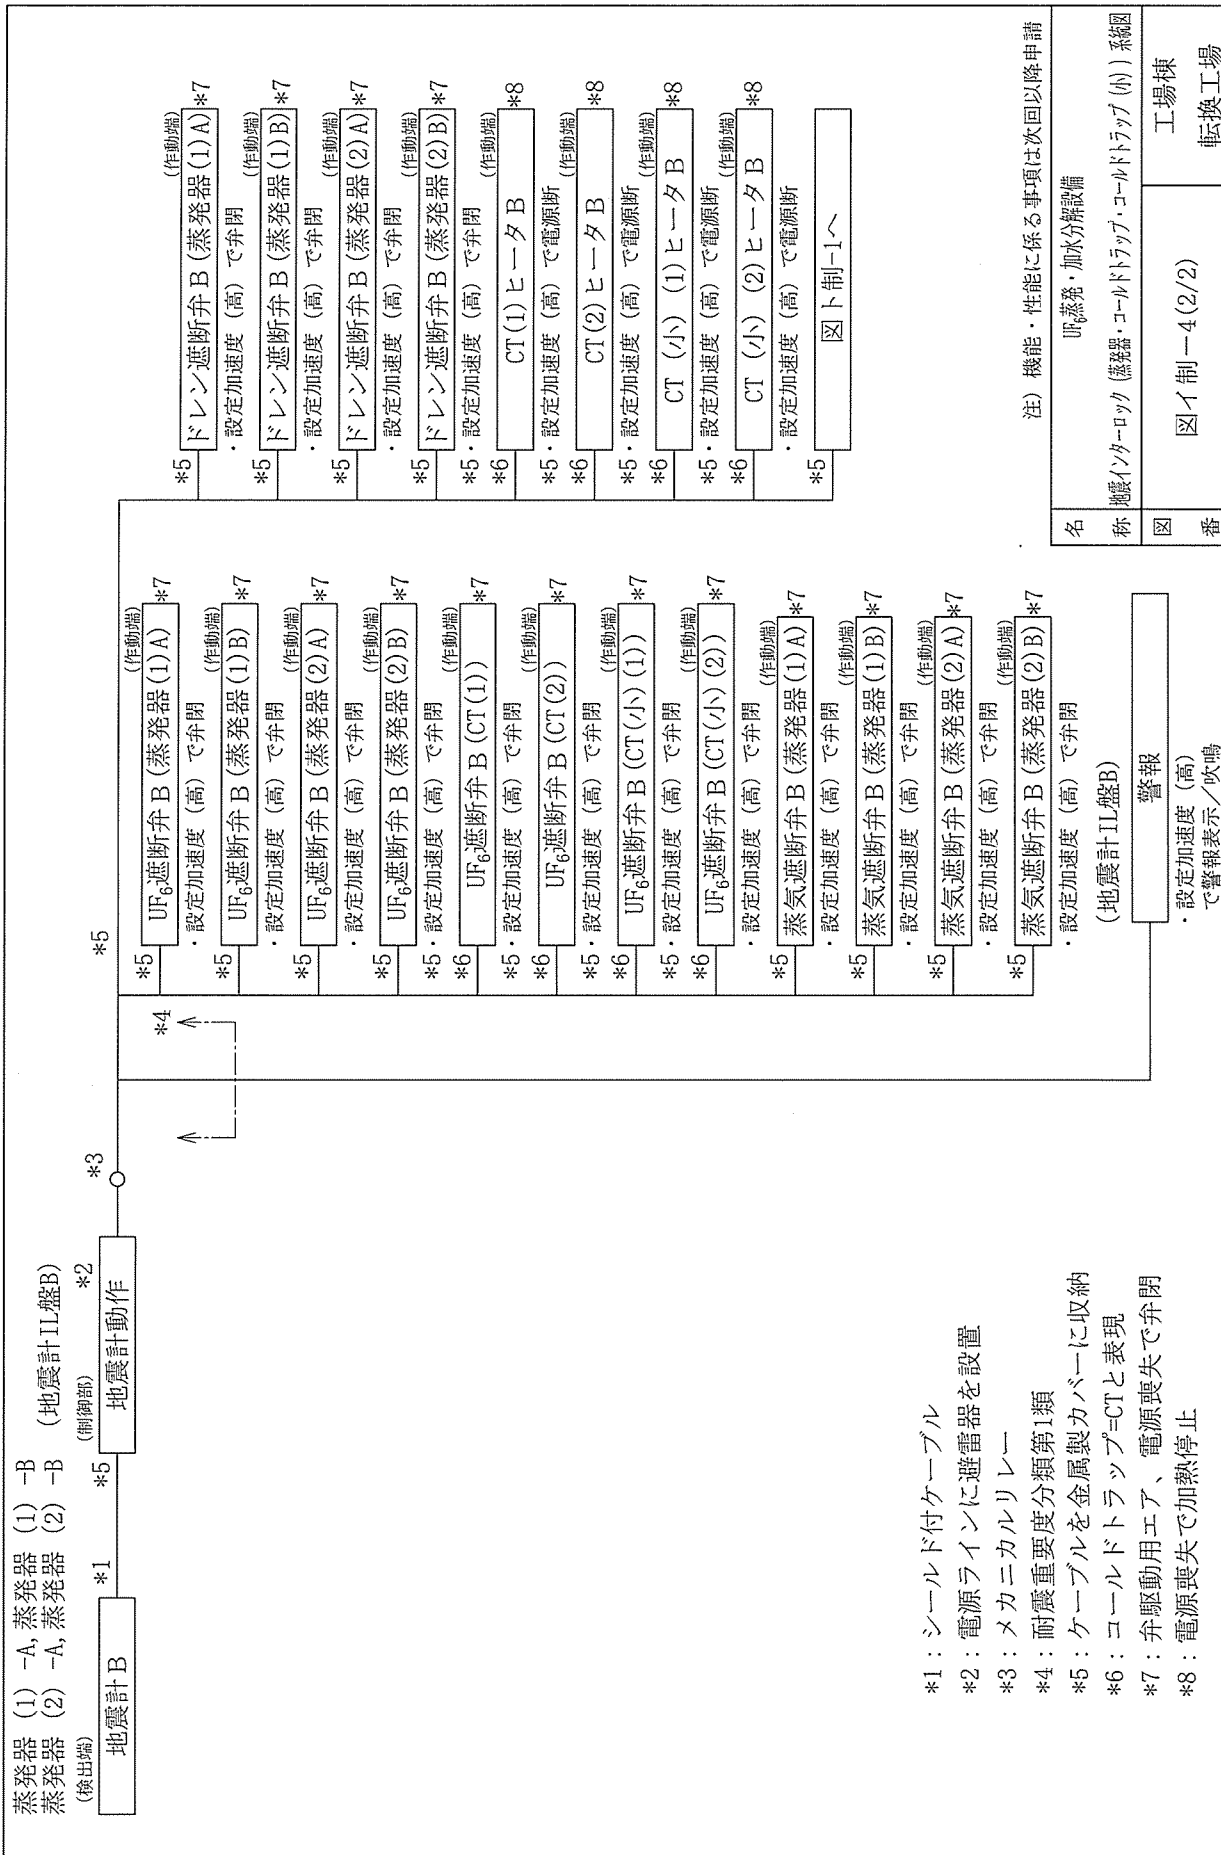 蒸発器 (1) -A, 蒸発器 (1) -B
蒸発器 (2) -A, 蒸発器 (2) -B
(検出端)
地震計B
*1
*5
(地震計IL盤B)
(制御部)
*2
地震計動作
*3
*4
*5
(作動端)
*5 UF₆遮断弁B(蒸発器(1)A) *7
・設定加速度(高)で弁閉
(作動端)
*5 UF₆遮断弁B(蒸発器(1)B) *7
・設定加速度(高)で弁閉
(作動端)
*5 UF₆遮断弁B(蒸発器(2)A) *7
・設定加速度(高)で弁閉
(作動端)
*5 UF₆遮断弁B(蒸発器(2)B) *7
・設定加速度(高)で弁閉
(作動端)
*5 *6 UF₆遮断弁B(CT(1)) *7
・設定加速度(高)で弁閉
(作動端)
*5 *6 UF₆遮断弁B(CT(2)) *7
・設定加速度(高)で弁閉
(作動端)
*5 *6 UF₆遮断弁B(CT(小)(1)) *7
・設定加速度(高)で弁閉
(作動端)
*5 *6 UF₆遮断弁B(CT(小)(2)) *7
・設定加速度(高)で弁閉
(作動端)
*5 蒸気遮断弁B(蒸発器(1)A) *7
・設定加速度(高)で弁閉
(作動端)
*5 蒸気遮断弁B(蒸発器(1)B) *7
・設定加速度(高)で弁閉
(作動端)
*5 蒸気遮断弁B(蒸発器(2)A) *7
・設定加速度(高)で弁閉
(作動端)
*5 蒸気遮断弁B(蒸発器(2)B) *7
・設定加速度(高)で弁閉
(地震計IL盤B)
警報
・設定加速度(高)
で警報表示/吹鳴
(作動端)
*5 ドレン遮断弁B(蒸発器(1)A) *7
・設定加速度(高)で弁閉
(作動端)
*5 ドレン遮断弁B(蒸発器(1)B) *7
・設定加速度(高)で弁閉
(作動端)
*5 ドレン遮断弁B(蒸発器(2)A) *7
・設定加速度(高)で弁閉
(作動端)
*5 ドレン遮断弁B(蒸発器(2)B) *7
・設定加速度(高)で弁閉
(作動端)
*5 *6 CT(1)ヒータB *8
・設定加速度(高)で電源断
(作動端)
*5 *6 CT(2)ヒータB *8
・設定加速度(高)で電源断
(作動端)
*5 *6 CT(小)(1)ヒータB *8
・設定加速度(高)で電源断
(作動端)
*5 *6 CT(小)(2)ヒータB *8
・設定加速度(高)で電源断
*5 図ト制-1へ
*1:シールド付ケーブル
*2:電源ラインに避雷器を設置
*3:メカニカルリレー
*4:耐震重要度分類第1類
*5:ケーブルを金属製カバーに収納
*6:コールドトラップ=CTと表現
*7:弁駆動用エア、電源喪失で弁閉
*8:電源喪失で加熱停止
注)機能・性能に係る事項は次回以降申請
名称
UF₆蒸発・加水分解設備
地震インターロック(蒸発器・コールドトラップ・コールドトラップ(小))系統図
図番
図イ制-4(2/2)
工場棟
転換工場